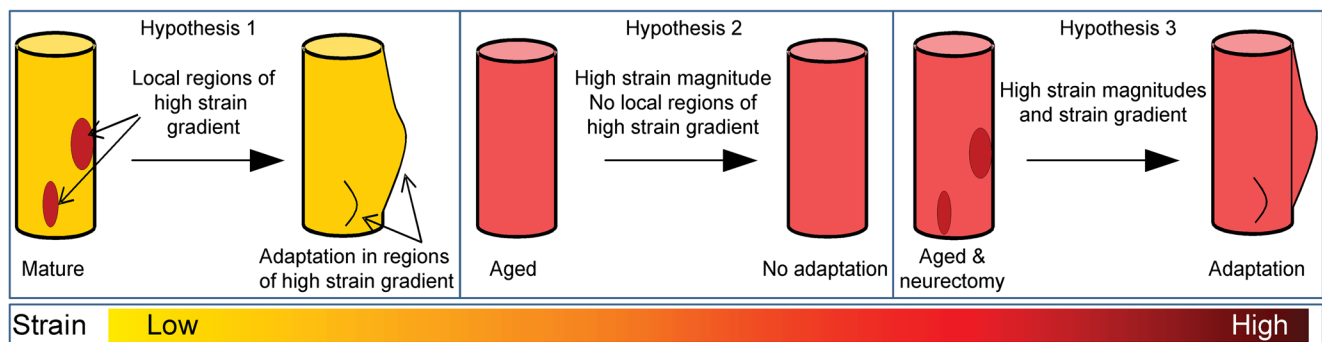 Hypothesis 1
Local regions of
high strain
gradient
Mature
Adaptation in regions
of high strain gradient
Hypothesis 2
High strain magnitude
No local regions of
high strain gradient
Aged
No adaptation
Hypothesis 3
High strain magnitudes
and strain gradient
Aged &
neurectomy
Adaptation
Strain Low High